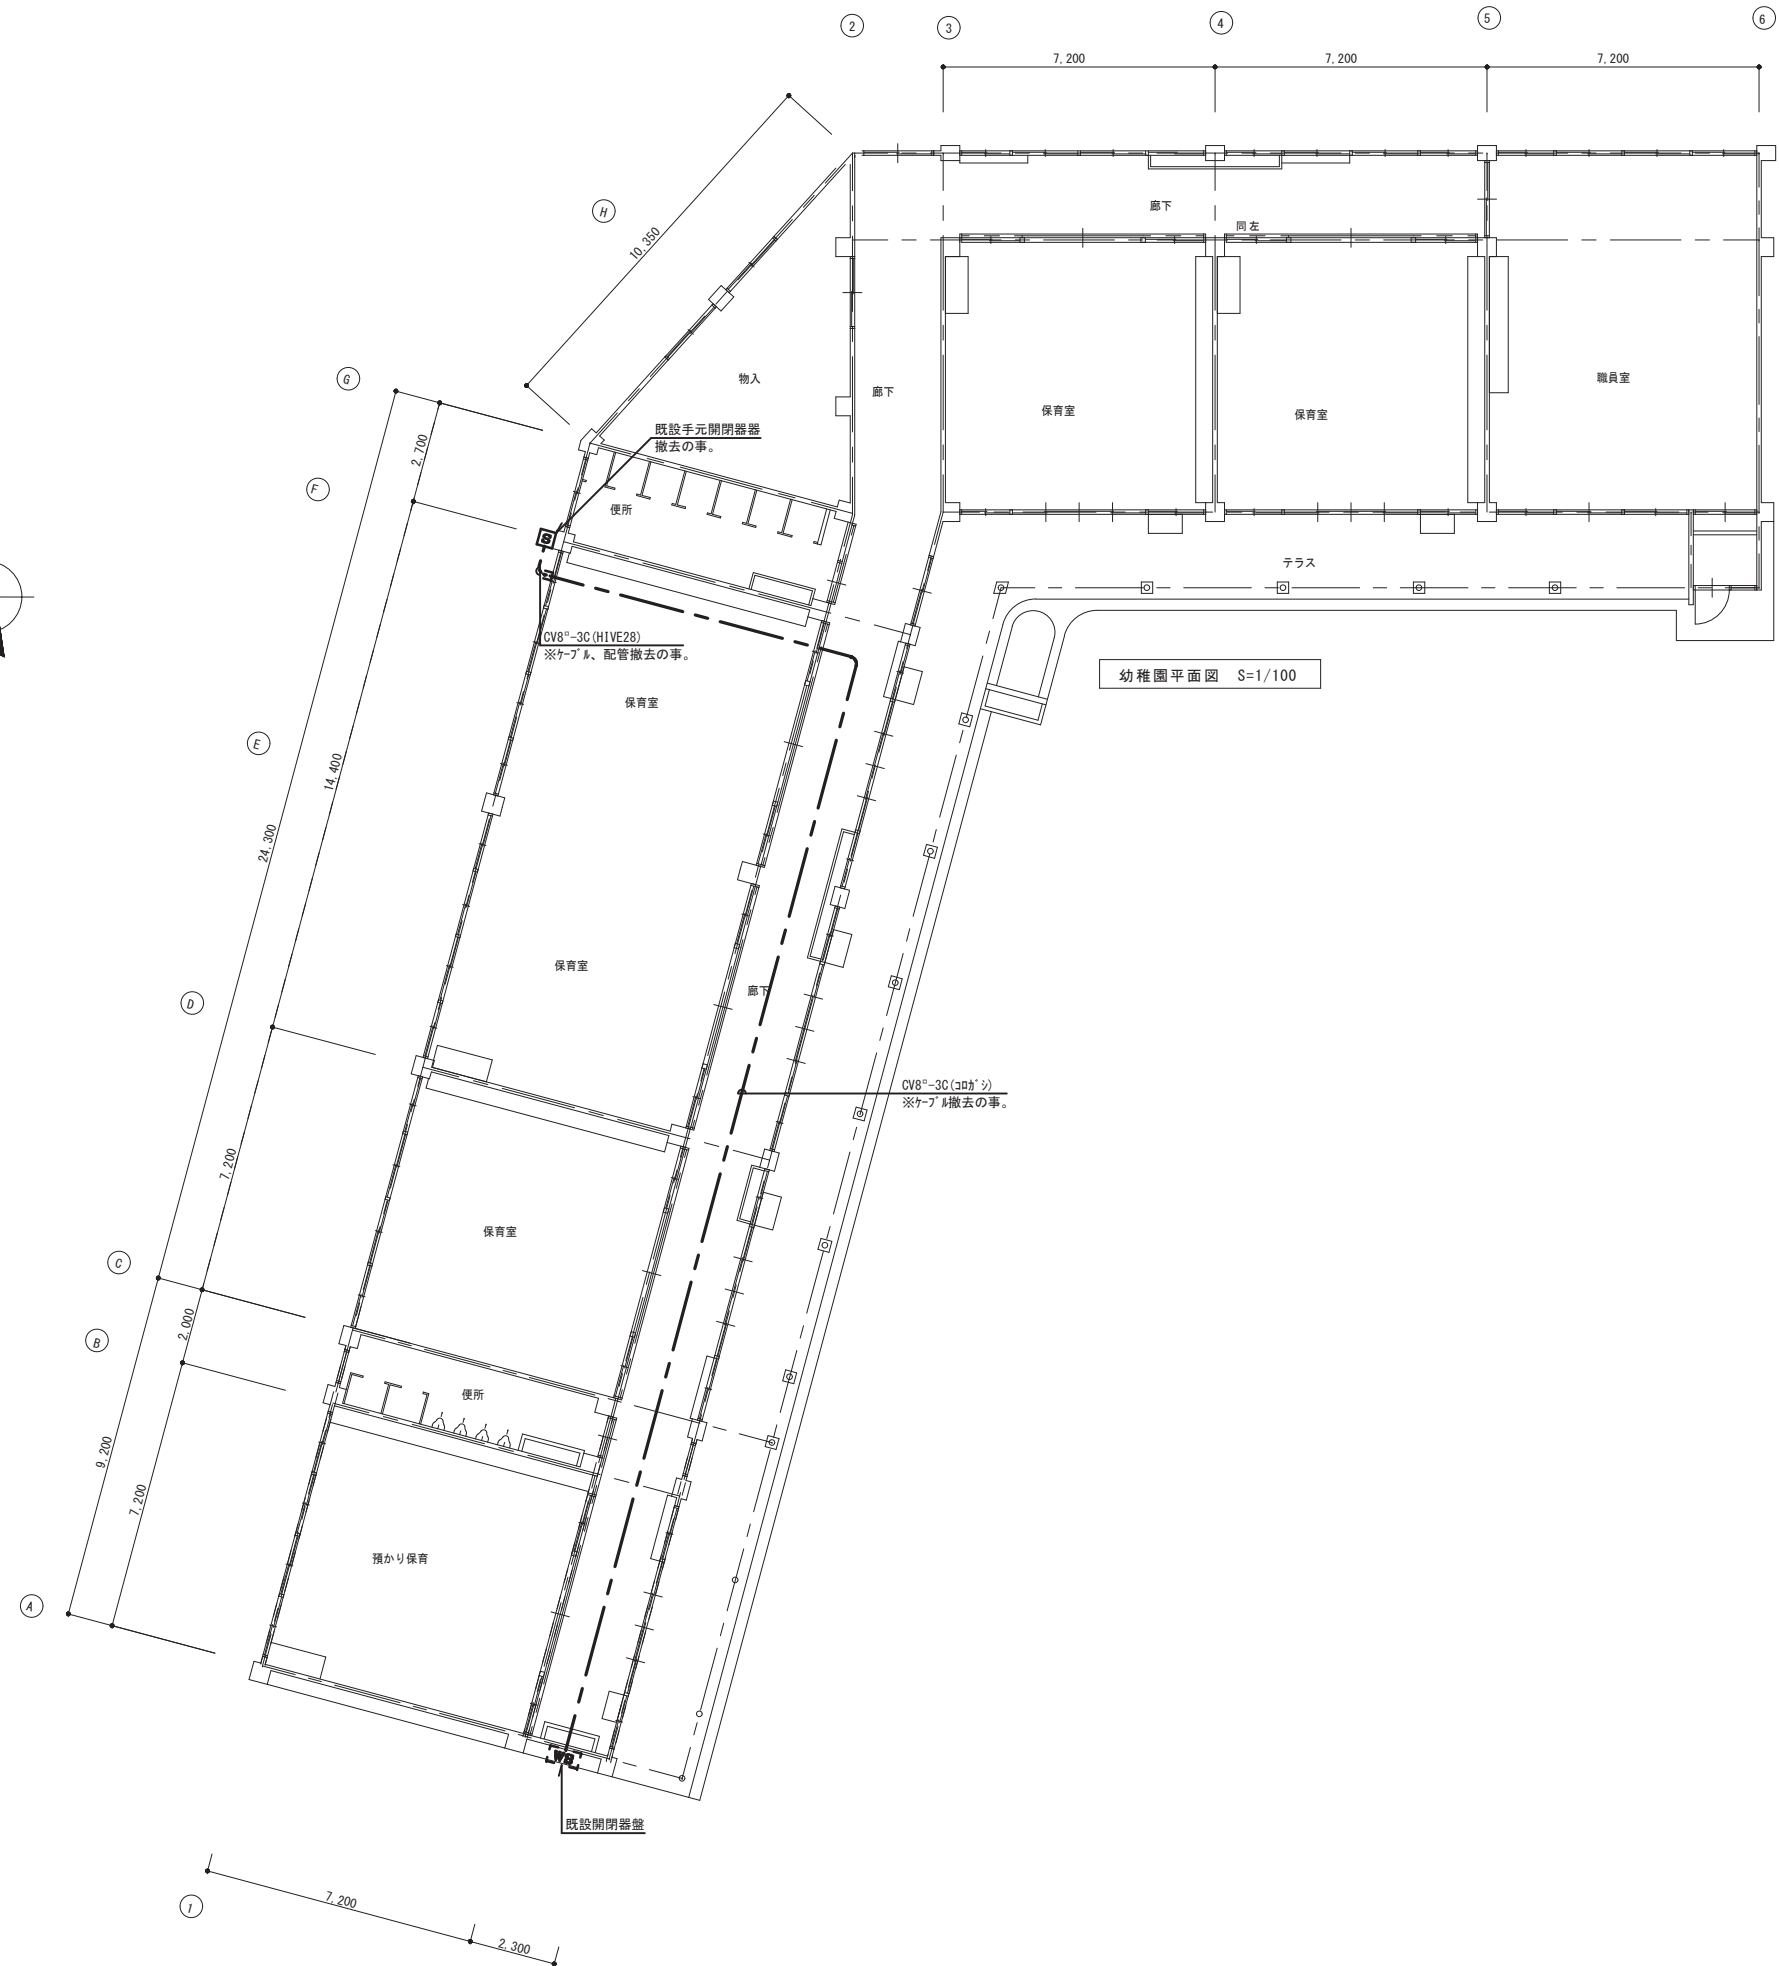 2
3
4
5
6
7,200
7,200
7,200
H
10,350
廊下
同左
G
物入
廊下
職員室
保育室
保育室
既設手元開閉器器
撤去の事。
2,700
F
便所
S
テラス
CV8□-3C(HIVE28)
※ケーブル、配管撤去の事。
幼稚園平面図 S=1/100
保育室
E
14,400
24,300
保育室
廊下
D
CV8□-3C(コロガシ)
※ケーブル撤去の事。
7,200
保育室
C
2,000
B
便所
9,200
7,200
預かり保育
A
WB
既設開閉器盤
7,200
1
2,300